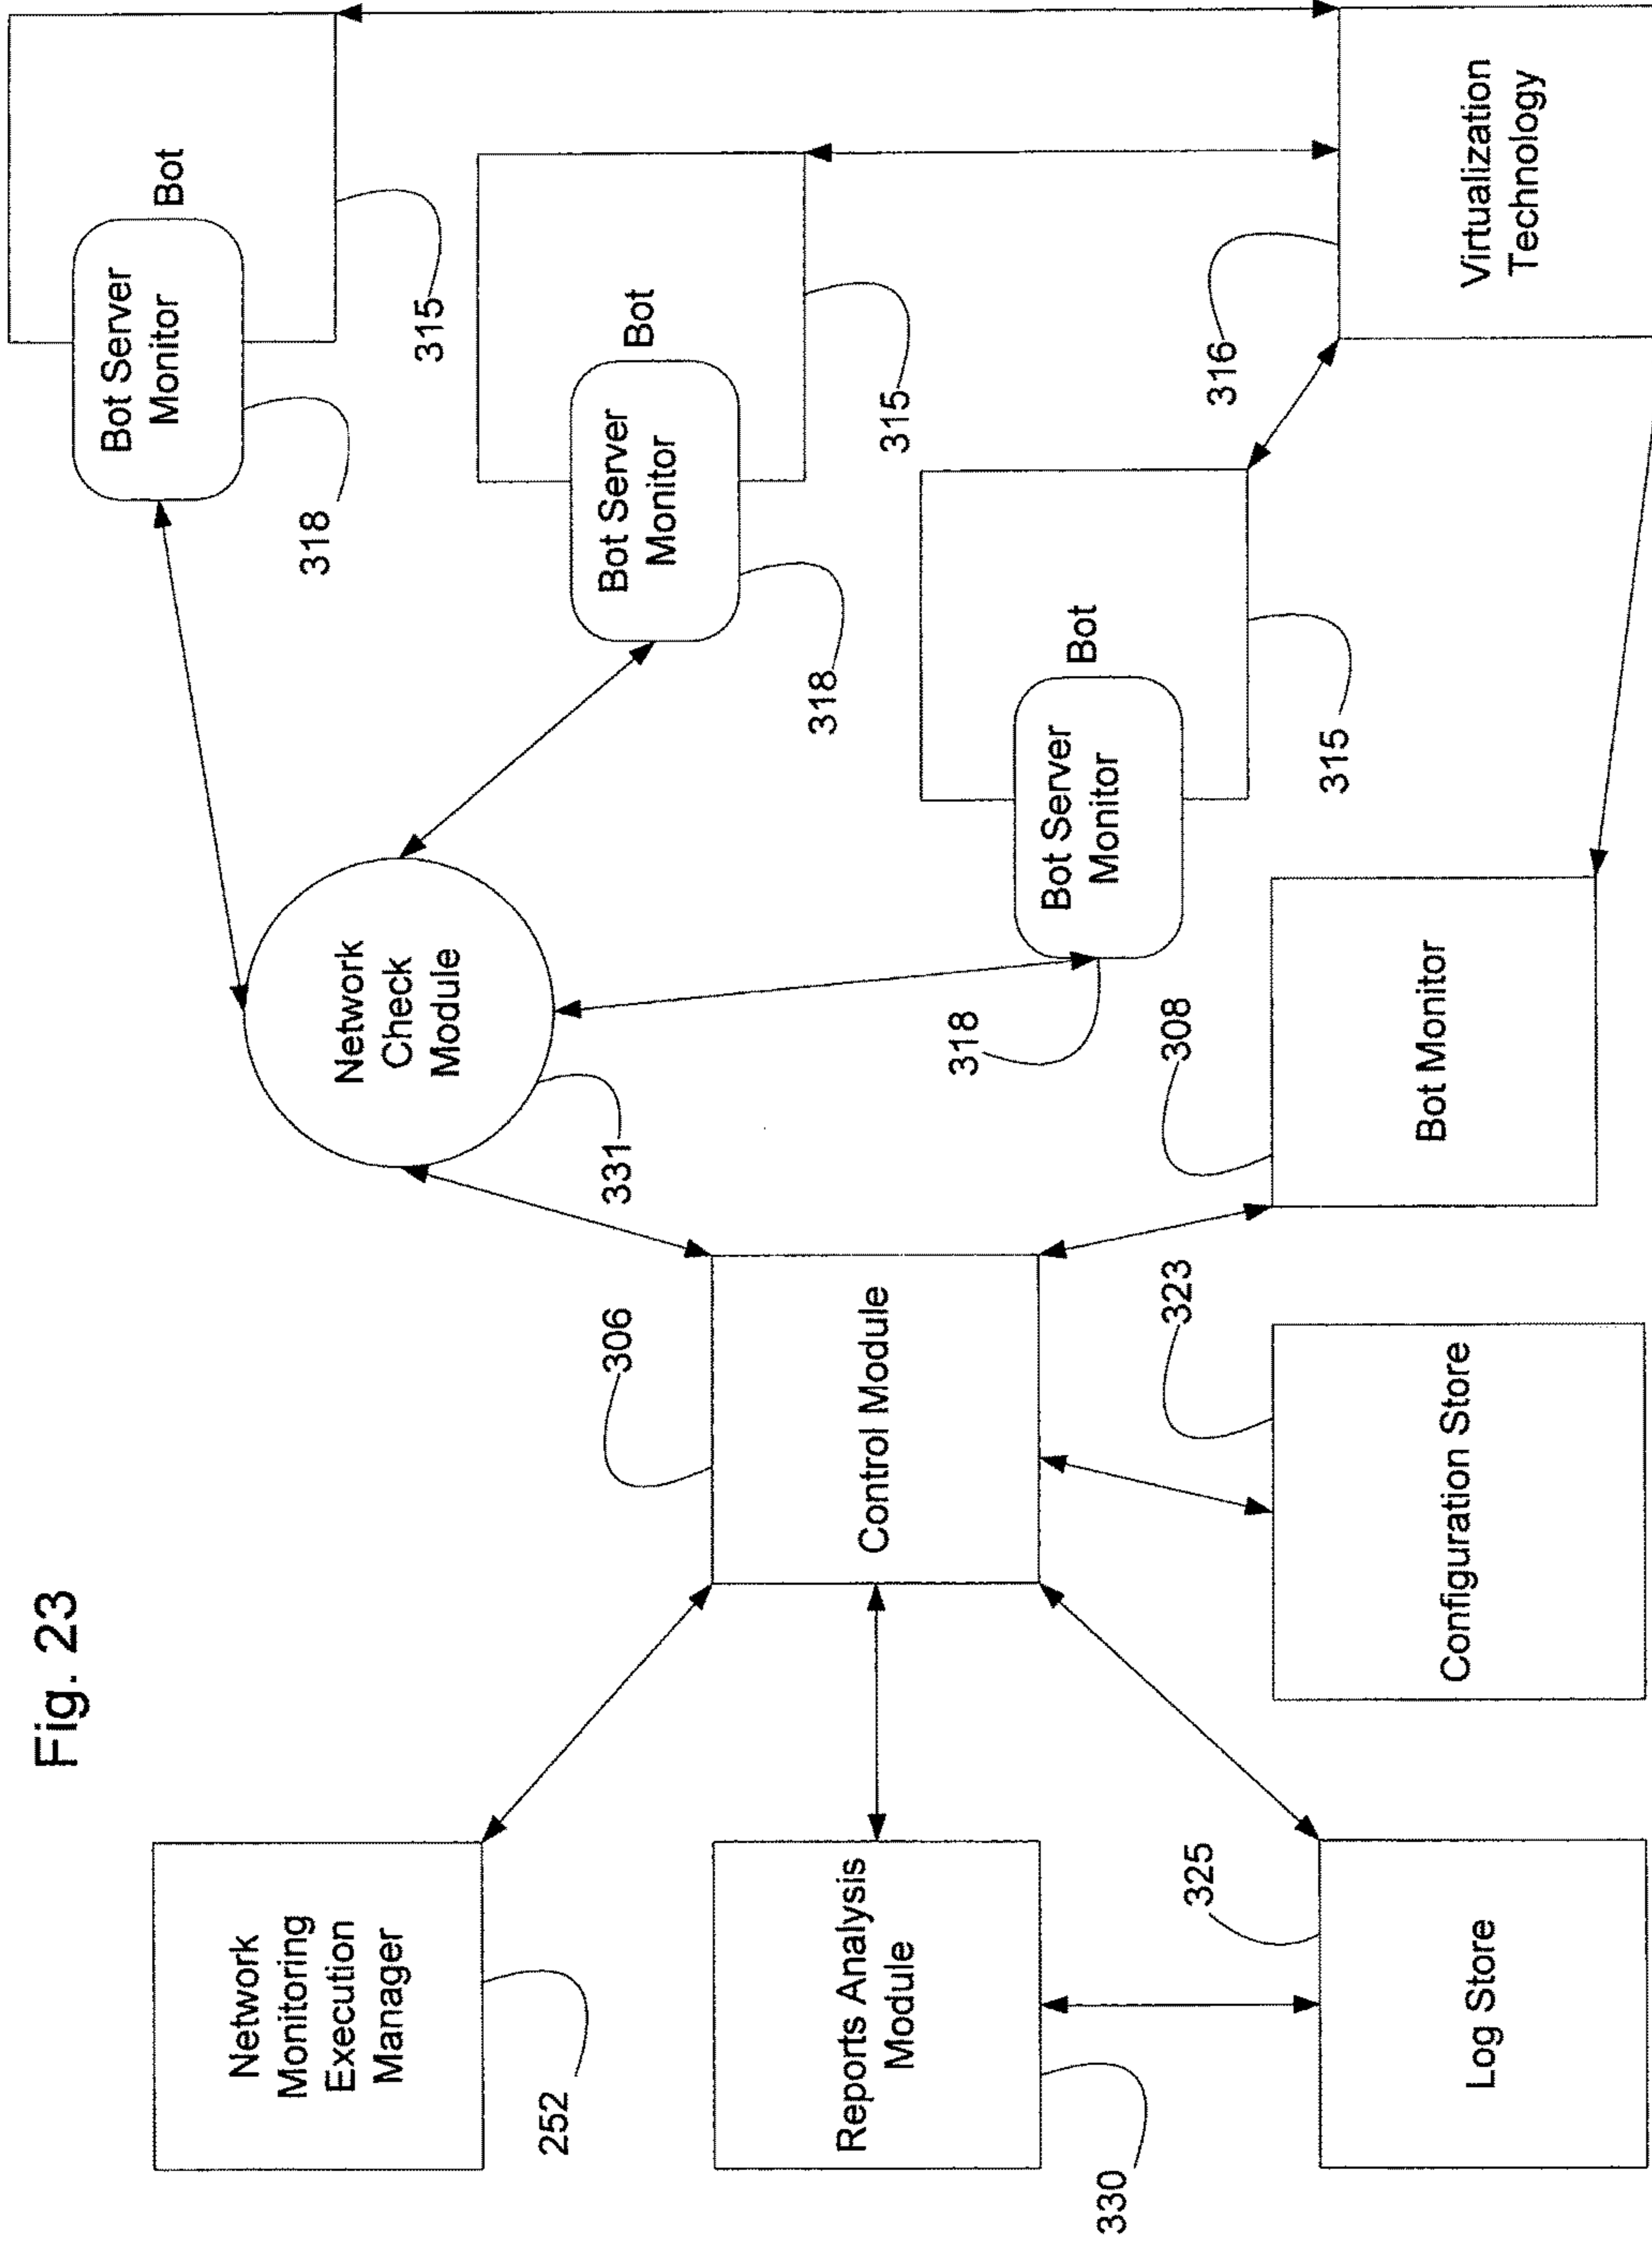 Fig. 23
Network
Monitoring
Execution
Manager
252
Reports Analysis
Module
330
Log Store
325
Control Module
306
Configuration Store
323
Network
Check
Module
331
Bot Monitor
308
Bot Server
Monitor
318
Bot
315
Bot Server
Monitor
318
Bot
315
Bot Server
Monitor
318
Bot
315
Virtualization
Technology
316